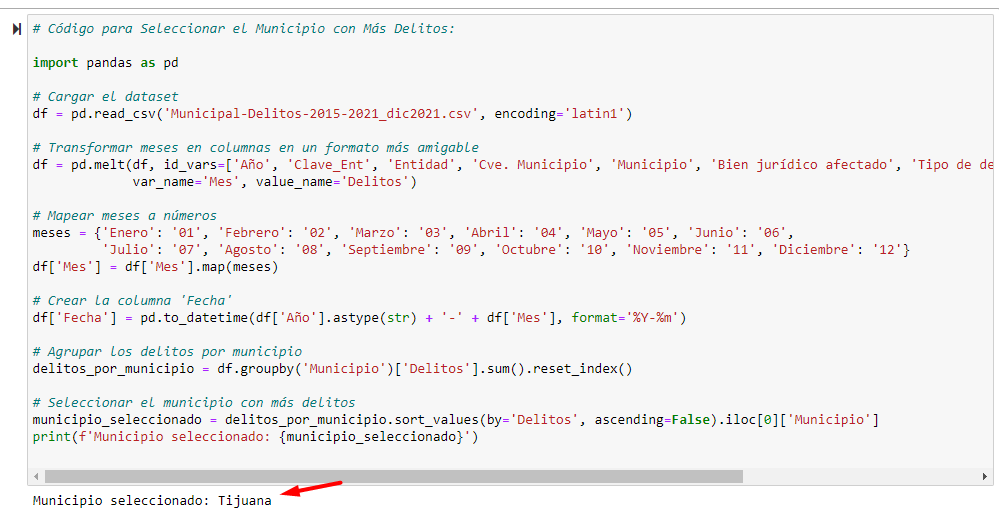 # Código para Seleccionar el Municipio con Más Delitos:
import pandas as pd
# Cargar el dataset
df = pd.read_csv('Municipal-Delitos-2015-2021_dic2021.csv', encoding='latin1')
# Transformar meses en columnas en un formato más amigable
df = pd.melt(df, id_vars=['Año', 'Clave_Ent', 'Entidad', 'Cve. Municipio', 'Municipio', 'Bien jurídico afectado', 'Tipo de de
var_name='Mes', value_name='Delitos')
# Mapear meses a números
meses = {'Enero': '01', 'Febrero': '02', 'Marzo': '03', 'Abril': '04', 'Mayo': '05', 'Junio': '06',
'Julio': '07', 'Agosto': '08', 'Septiembre': '09', 'Octubre': '10', 'Noviembre': '11', 'Diciembre': '12'}
df['Mes'] = df['Mes'].map(meses)
# Crear la columna 'Fecha'
df['Fecha'] = pd.to_datetime(df['Año'].astype(str) + '-' + df['Mes'], format='%Y-%m')
# Agrupar los delitos por municipio
delitos_por_municipio = df.groupby('Municipio')['Delitos'].sum().reset_index()
# Seleccionar el municipio con más delitos
municipio_seleccionado = delitos_por_municipio.sort_values(by='Delitos', ascending=False).iloc[0]['Municipio']
print(f'Municipio seleccionado: {municipio_seleccionado}')
Municipio seleccionado: Tijuana